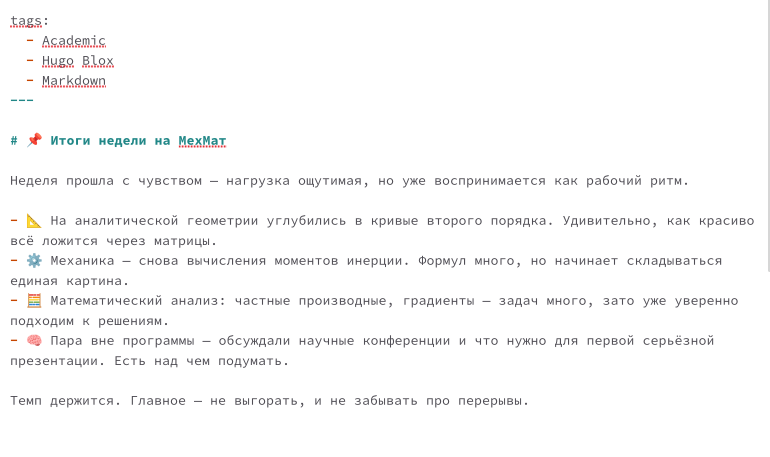 tags:
  - Academic
  - Hugo Blox
  - Markdown
---
# 📌 Итоги недели на МехМат
Неделя прошла с чувством — нагрузка ощутимая, но уже воспринимается как рабочий ритм.
- 📐 На аналитической геометрии углубились в кривые второго порядка. Удивительно, как красиво
всё ложится через матрицы.
- ⚙️ Механика — снова вычисления моментов инерции. Формул много, но начинает складываться
единая картина.
- 🧮 Математический анализ: частные производные, градиенты — задач много, зато уже уверенно
подходим к решениям.
- 🧠 Пара вне программы — обсуждали научные конференции и что нужно для первой серьёзной
презентации. Есть над чем подумать.
Темп держится. Главное — не выгорать, и не забывать про перерывы.